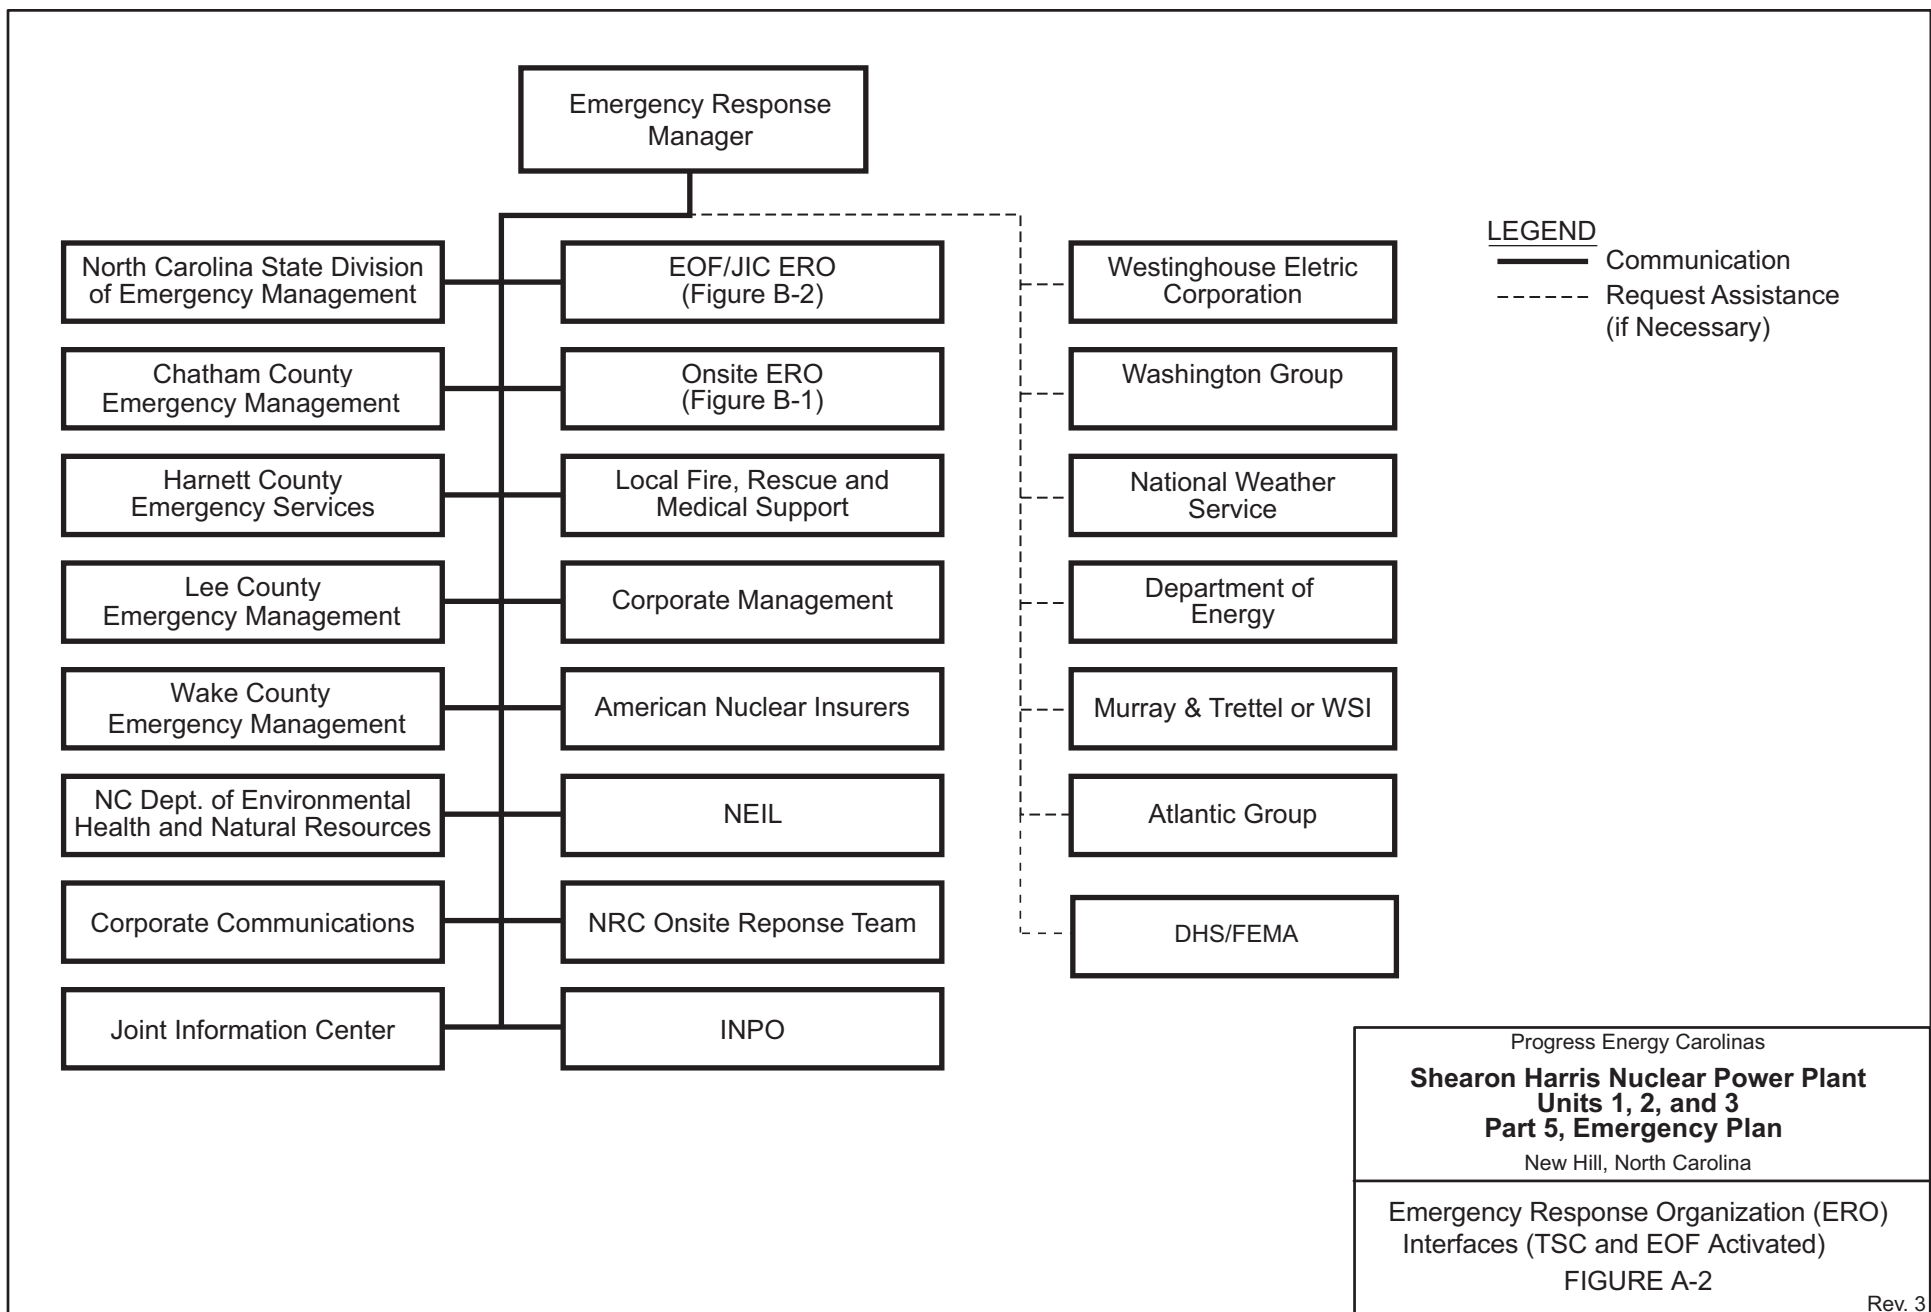 Emergency Response
Manager
North Carolina State Division
of Emergency Management
EOF/JIC ERO
(Figure B-2)
Westinghouse Eletric
Corporation
LEGEND
Communication
Request Assistance
(if Necessary)
Chatham County
Emergency Management
Onsite ERO
(Figure B-1)
Washington Group
Harnett County
Emergency Services
Local Fire, Rescue and
Medical Support
National Weather
Service
Lee County
Emergency Management
Corporate Management
Department of
Energy
Wake County
Emergency Management
American Nuclear Insurers
Murray & Trettel or WSI
NC Dept. of Environmental
Health and Natural Resources
NEIL
Atlantic Group
Corporate Communications
NRC Onsite Reponse Team
DHS/FEMA
Joint Information Center
INPO
Progress Energy Carolinas
Shearon Harris Nuclear Power Plant
Units 1, 2, and 3
Part 5, Emergency Plan
New Hill, North Carolina
Emergency Response Organization (ERO)
Interfaces (TSC and EOF Activated)
FIGURE A-2
Rev. 3